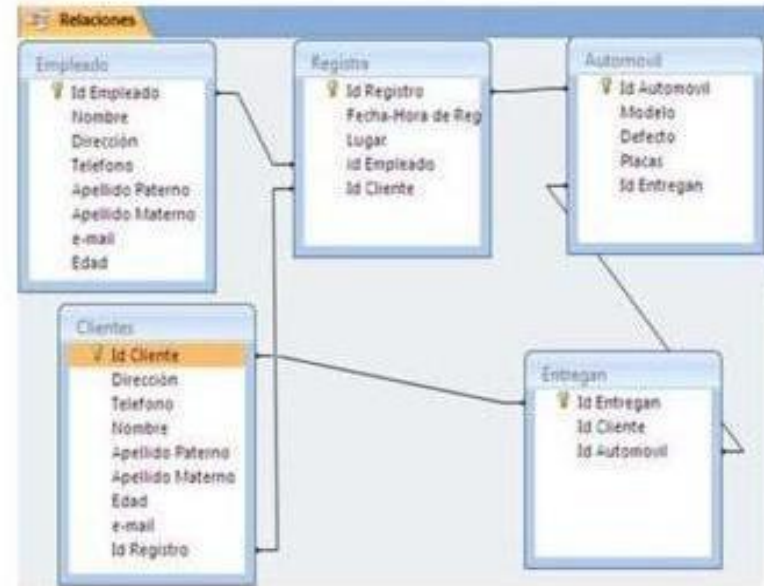 Relaciones
Empleado
Id Empleado
Nombre
Dirección
Telefono
Apellido Paterno
Apellido Materno
e-mail
Edad
Registra
Id Registro
Fecha-Hora de Reg
Lugar
Id Empleado
Id Cliente
Automovil
Id Automovil
Modelo
Defecto
Placas
Id Entregan
Clientes
Id Cliente
Dirección
Telefono
Nombre
Apellido Paterno
Apellido Materno
Edad
e-mail
Id Registro
Entregan
Id Entregan
Id Cliente
Id Automovil